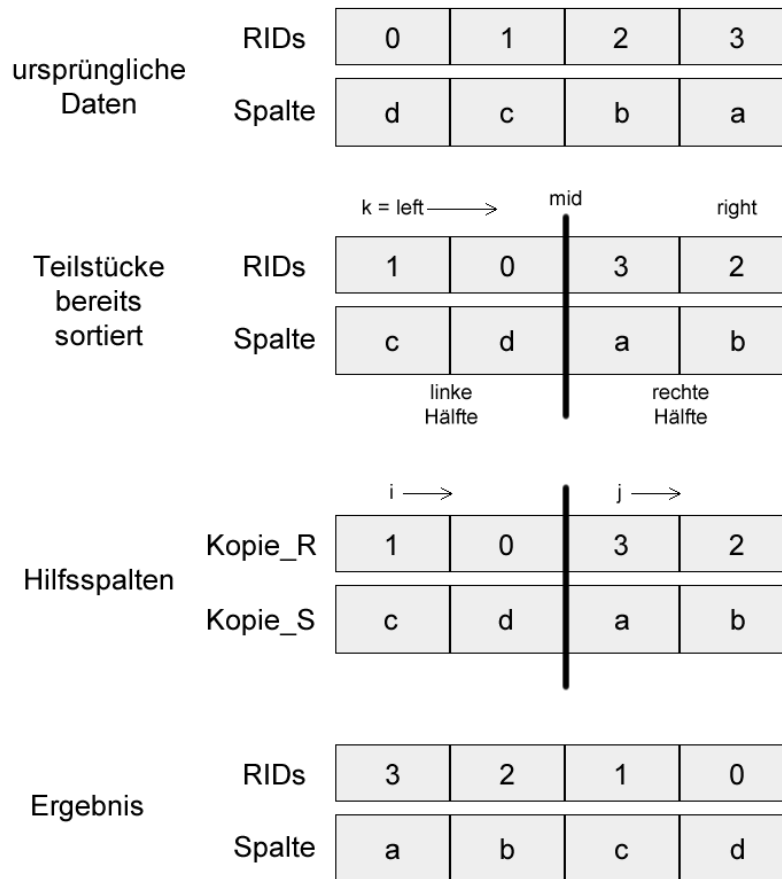 RIDs 0 1 2 3
ursprüngliche
Daten
Spalte d c b a
k = left mid right
Teilstücke
bereits
sortiert
RIDs 1 0 3 2
Spalte c d a b
linke
Hälfte
rechte
Hälfte
i j
Hilfsspalten
Kopie_R 1 0 3 2
Kopie_S c d a b
Ergebnis
RIDs 3 2 1 0
Spalte a b c d